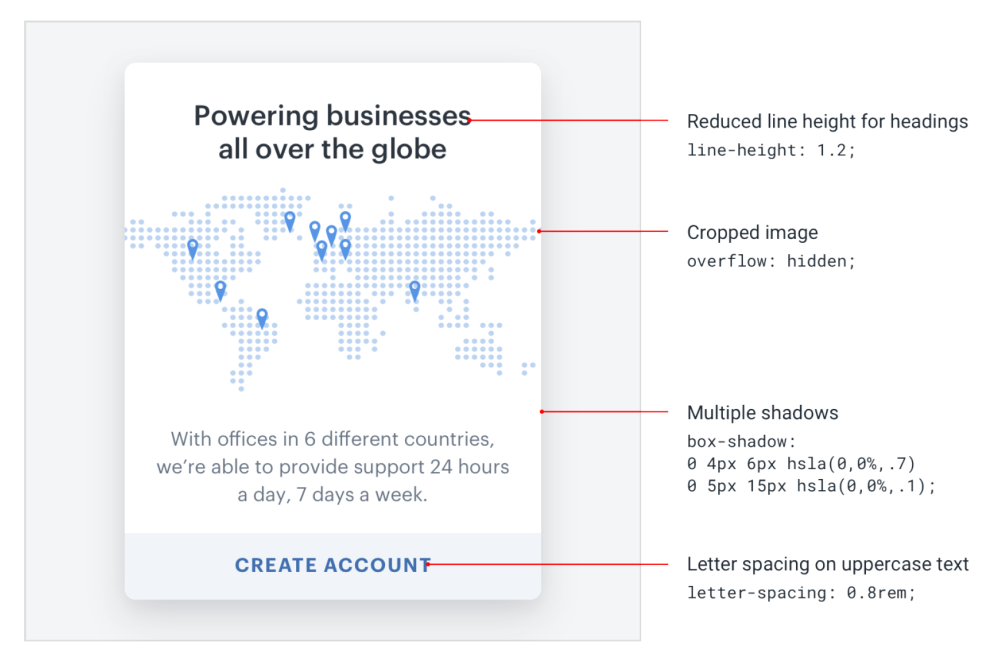 Powering businesses
all over the globe
Reduced line height for headings
line-height: 1.2;
Cropped image
overflow: hidden;
Multiple shadows
box-shadow:
0 4px 6px hsla(0,0%,.7)
0 5px 15px hsla(0,0%,.1);
With offices in 6 different countries,
we’re able to provide support 24 hours
a day, 7 days a week.
CREATE ACCOUNT
Letter spacing on uppercase text
letter-spacing: 0.8rem;